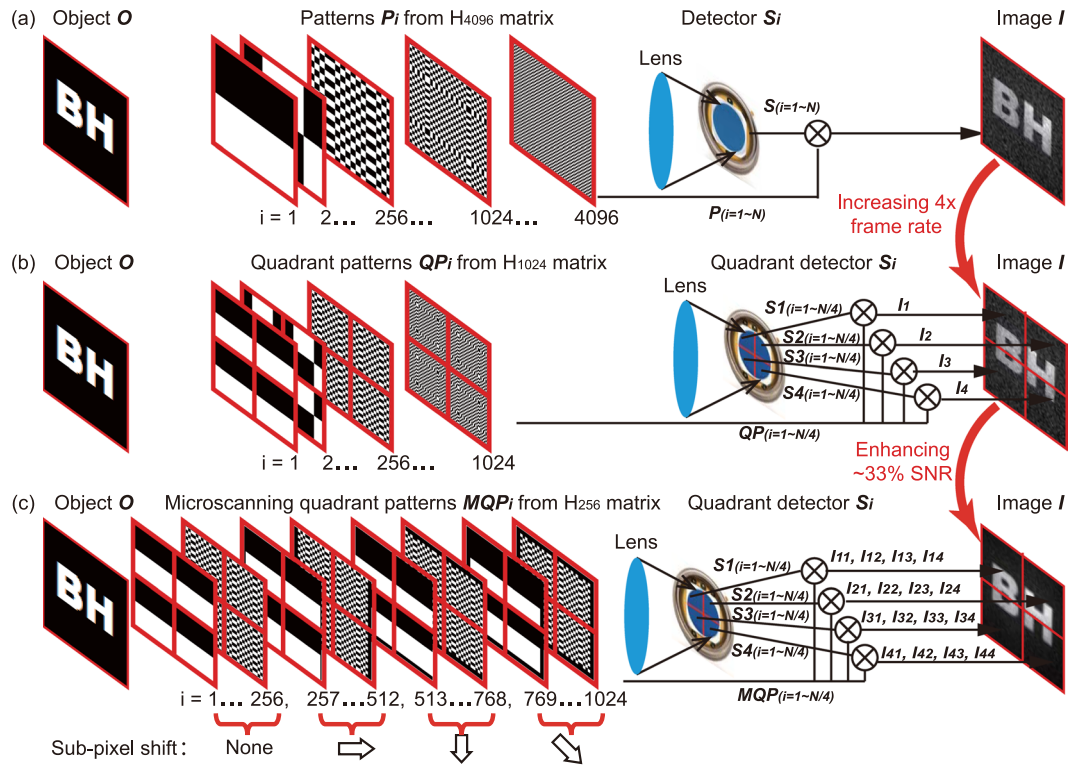 (a) Object O Patterns Pi from H4096 matrix Detector Si Image I
BH
Lens
S(i=1~N)
BH
i = 1 2... 256... 1024... 4096
P(i=1~N)
Increasing 4x
frame rate
(b) Object O Quadrant patterns QPi from H1024 matrix Quadrant detector Si Image I
BH
Lens
S1(i=1~N/4) I1
S2(i=1~N/4) I2
S3(i=1~N/4) I3
S4(i=1~N/4) I4
BH
QP(i=1~N/4)
i = 1 2... 256... 1024
Enhancing
~33% SNR
(c) Object O Microscanning quadrant patterns MQPi from H256 matrix Quadrant detector Si Image I
BH
Lens
S1(i=1~N/4) I11, I12, I13, I14
S2(i=1~N/4) I21, I22, I23, I24
S3(i=1~N/4) I31, I32, I33, I34
S4(i=1~N/4) I41, I42, I43, I44
BH
MQP(i=1~N/4)
i = 1... 256, 257...512, 513...768, 769...1024
Sub-pixel shift: None